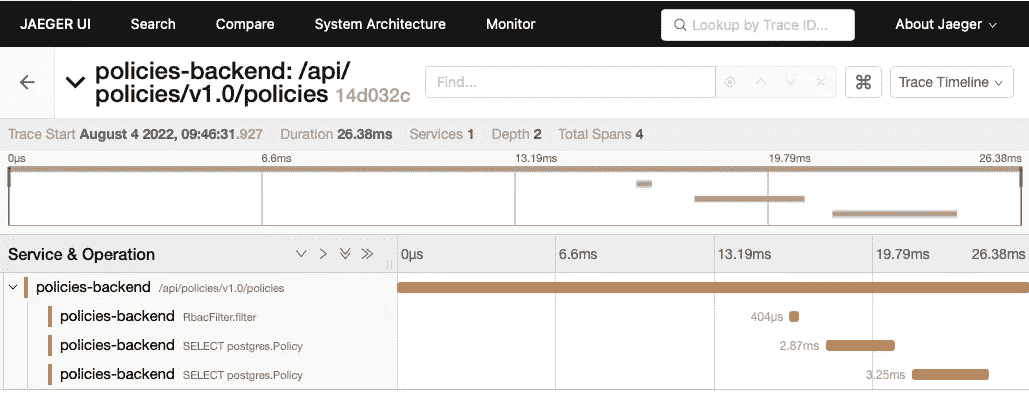 JAEGER UI Search Compare System Architecture Monitor Lookup by Trace ID... About Jaeger
policies-backend: /api/
policies/v1.0/policies 14d032c Find... Trace Timeline
Trace Start August 4 2022, 09:46:31.927 Duration 26.38ms Services 1 Depth 2 Total Spans 4
0μs 6.6ms 13.19ms 19.79ms 26.38ms
Service & Operation 0μs 6.6ms 13.19ms 19.79ms 26.38ms
policies-backend /api/policies/v1.0/policies
policies-backend RbacFilter.filter 404μs
policies-backend SELECT postgres.Policy 2.87ms
policies-backend SELECT postgres.Policy 3.25ms